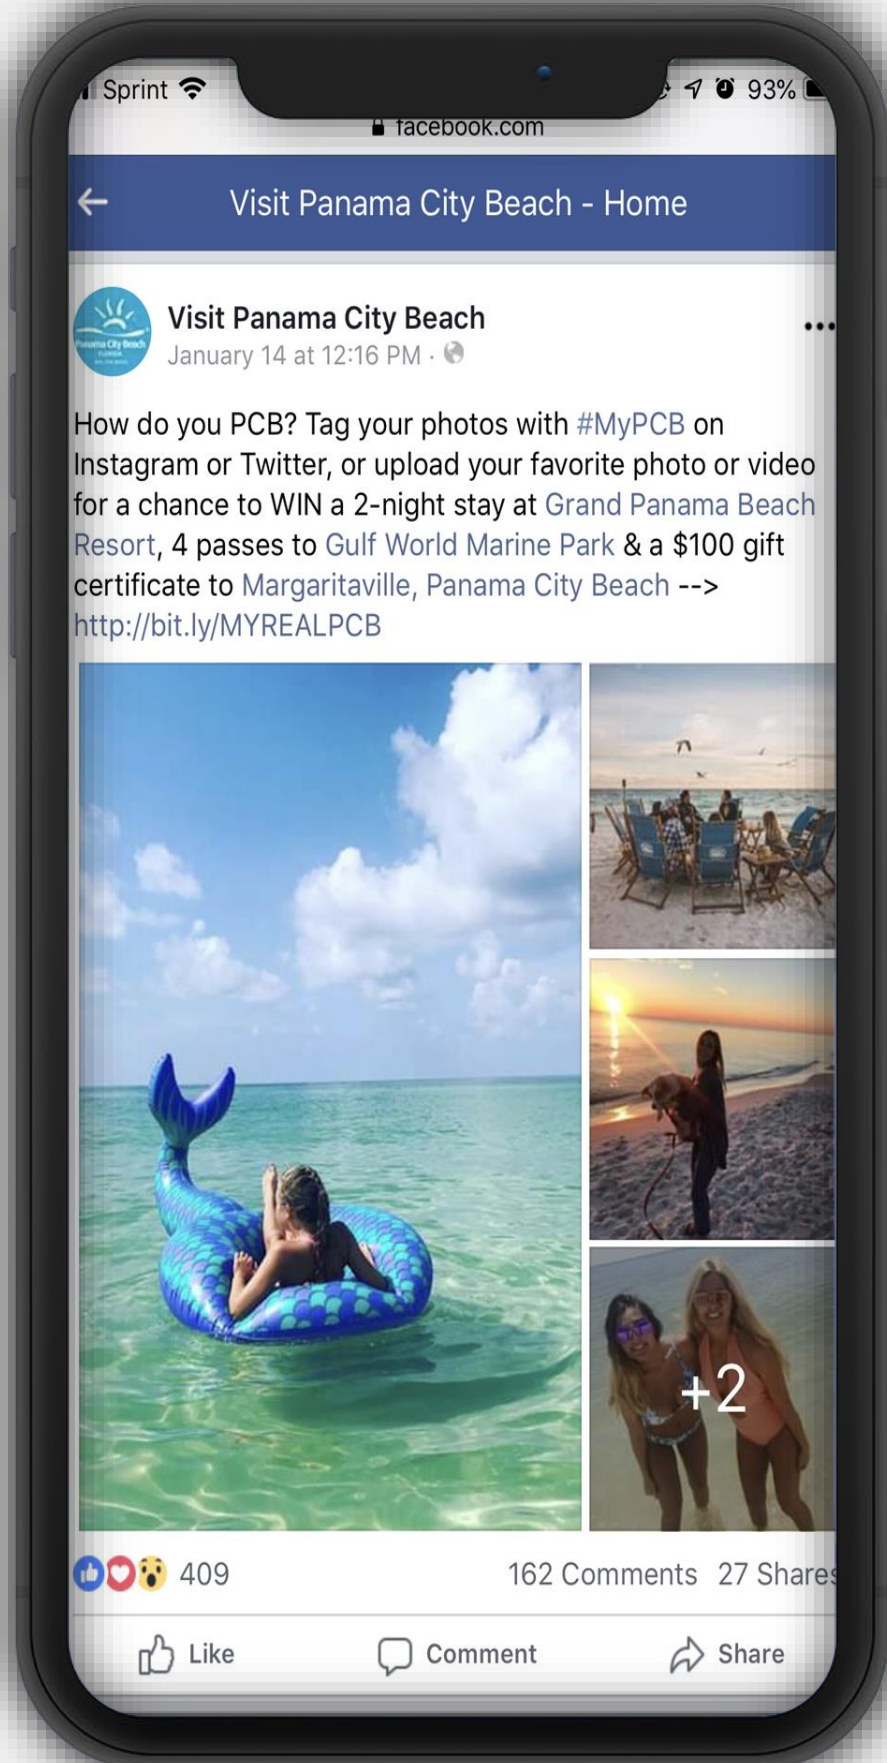 Sprint 93%
facebook.com
Visit Panama City Beach - Home
Visit Panama City Beach
January 14 at 12:16 PM ·
Panama City Beach
FLORIDA
How do you PCB? Tag your photos with #MyPCB on
Instagram or Twitter, or upload your favorite photo or video
for a chance to WIN a 2-night stay at Grand Panama Beach
Resort, 4 passes to Gulf World Marine Park & a $100 gift
certificate to Margaritaville, Panama City Beach -->
http://bit.ly/MYREALPCB
+2
409 162 Comments 27 Shares
Like Comment Share